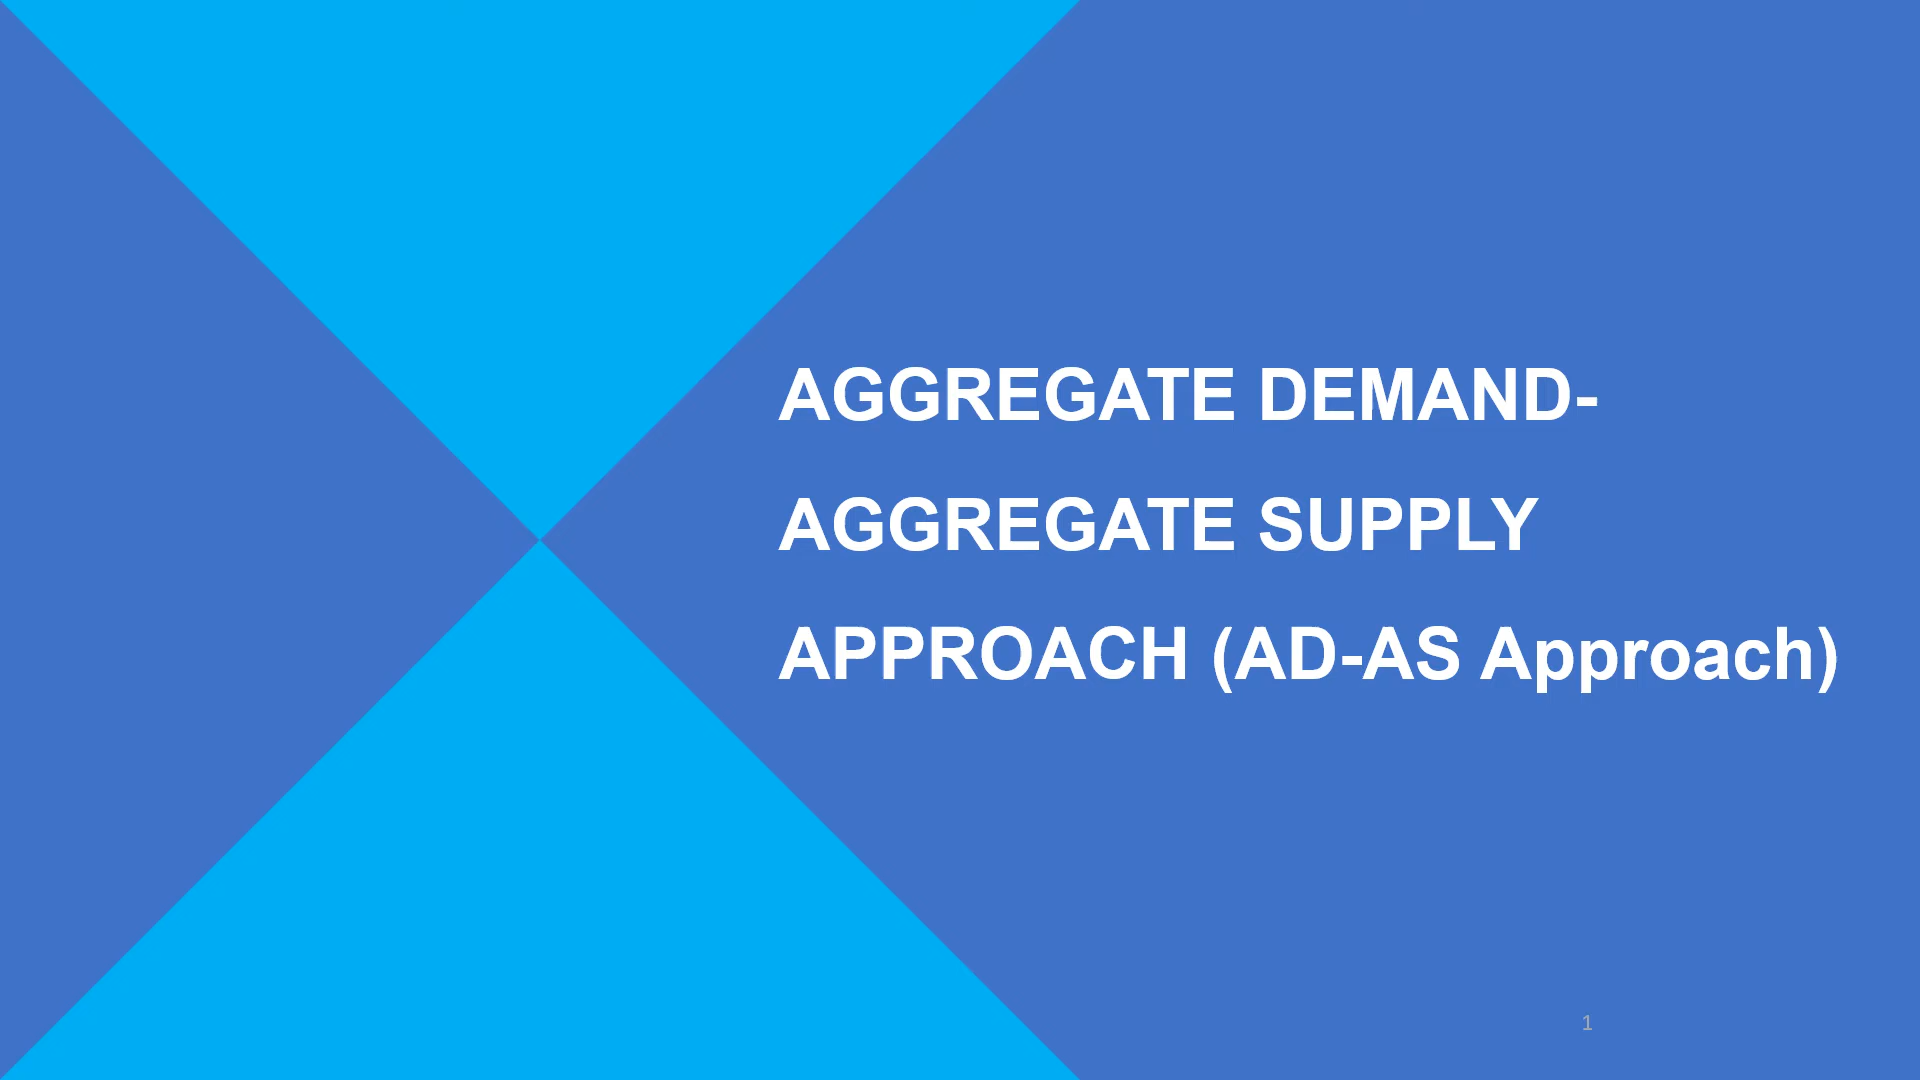 AGGREGATE DEMAND-
AGGREGATE SUPPLY
APPROACH (AD-AS Approach)
1